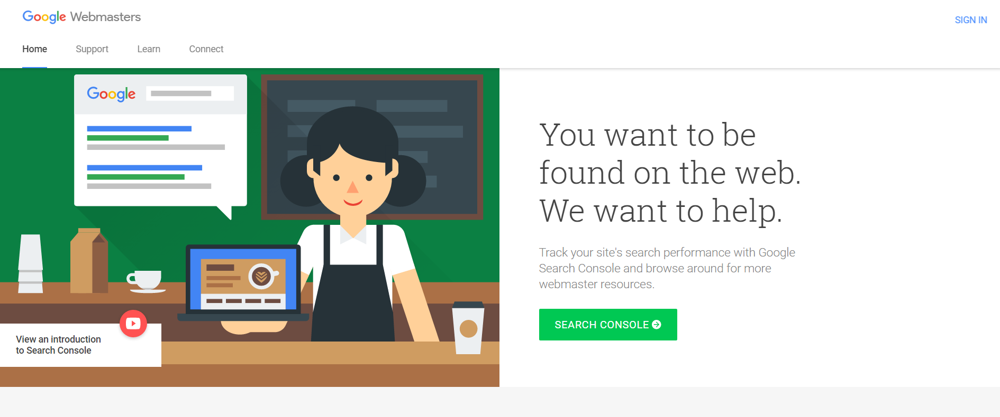 Google Webmasters
SIGN IN
Home Support Learn Connect
Google
You want to be
found on the web.
We want to help.
Track your site's search performance with Google
Search Console and browse around for more
webmaster resources.
SEARCH CONSOLE
View an introduction
to Search Console